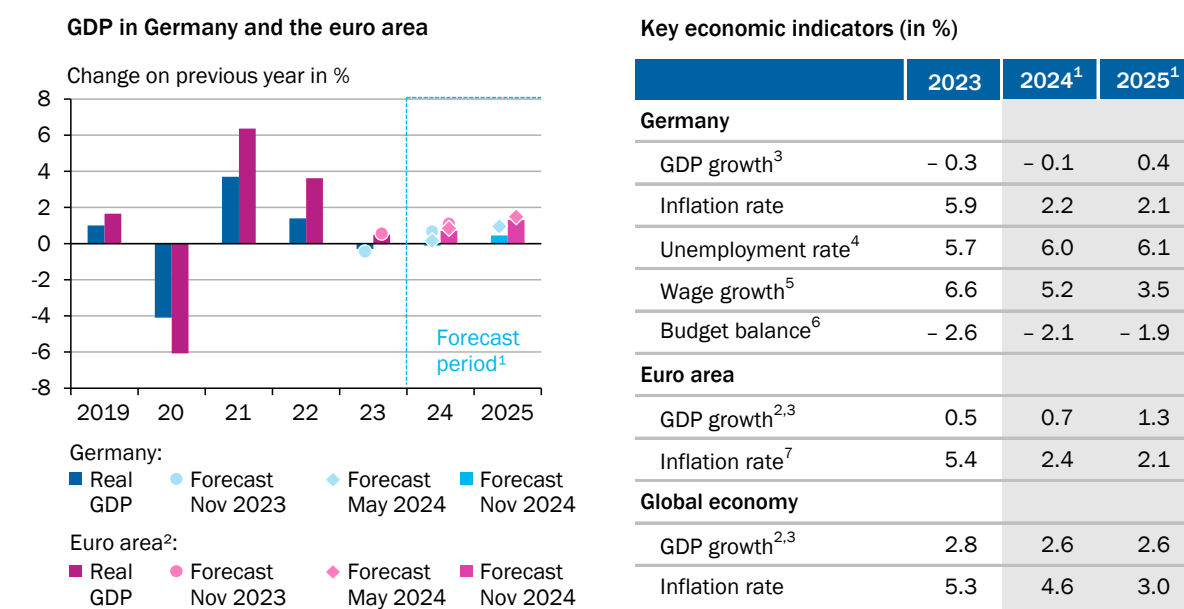 GDP in Germany and the euro area
Change on previous year in %
8
6
4
2
0
-2
-4
-6
-8
Forecast
period¹
2019 20 21 22 23 24 2025
Germany:
Real GDP
Forecast Nov 2023
Forecast May 2024
Forecast Nov 2024
Euro area²:
Real GDP
Forecast Nov 2023
Forecast May 2024
Forecast Nov 2024
Key economic indicators (in %)
2023 2024¹ 2025¹
Germany
GDP growth³ – 0.3 – 0.1 0.4
Inflation rate 5.9 2.2 2.1
Unemployment rate⁴ 5.7 6.0 6.1
Wage growth⁵ 6.6 5.2 3.5
Budget balance⁶ – 2.6 – 2.1 – 1.9
Euro area
GDP growth²,³ 0.5 0.7 1.3
Inflation rate⁷ 5.4 2.4 2.1
Global economy
GDP growth²,³ 2.8 2.6 2.6
Inflation rate 5.3 4.6 3.0